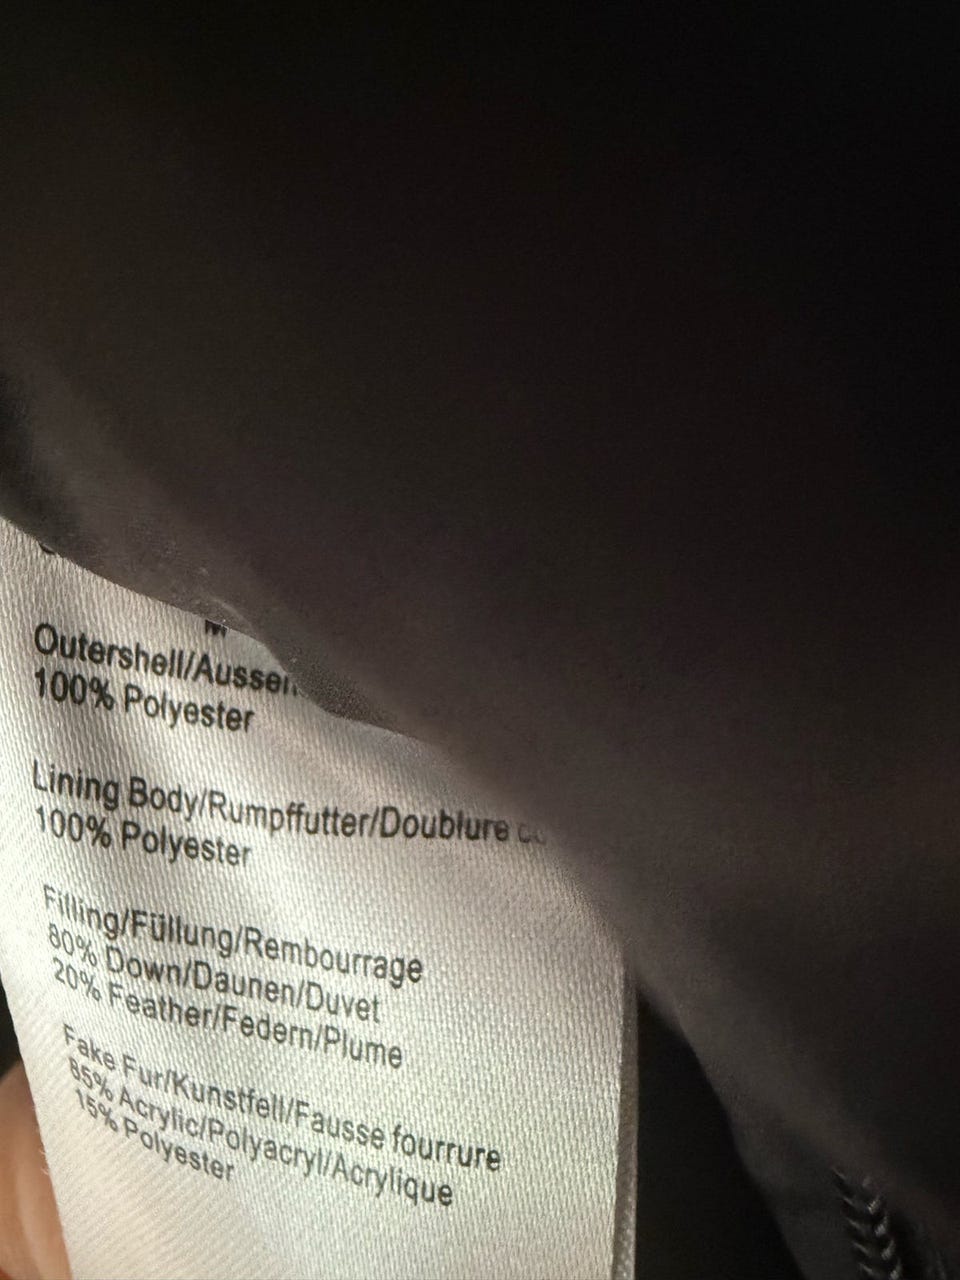 M
Outershell/Aussen
100% Polyester
Lining Body/Rumpffutter/Doublure
100% Polyester
Filling/Füllung/Rembourrage
80% Down/Daunen/Duvet
20% Feather/Federn/Plume
Fake Fur/Kunstfell/Fausse fourrure
85% Acrylic/Polyacryl/Acrylique
15% Polyester